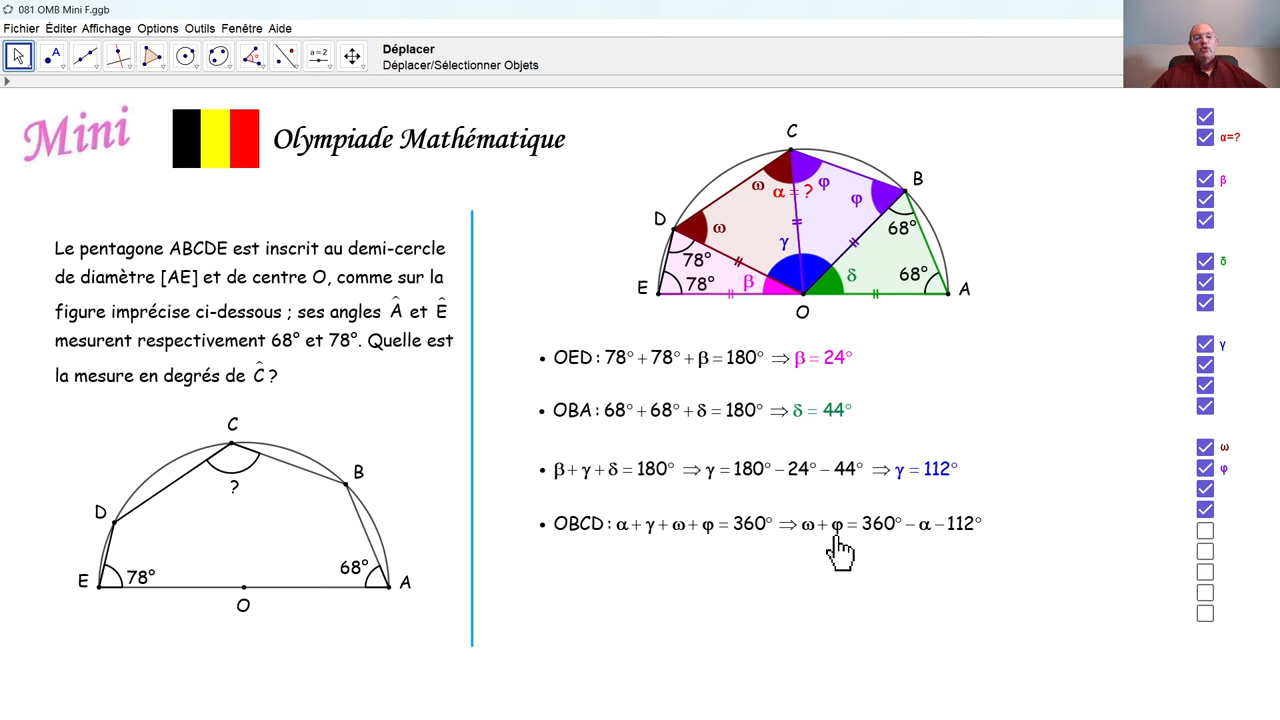 081 OMB Mini F.ggb
Fichier Éditer Affichage Options Outils Fenêtre Aide
A
a=2
Déplacer
Déplacer/Sélectionner Objets
Mini
Olympiade Mathématique
Le pentagone ABCDE est inscrit au demi-cercle
de diamètre [AE] et de centre O, comme sur la
figure imprécise ci-dessous ; ses angles Â et Ê
mesurent respectivement 68° et 78°. Quelle est
la mesure en degrés de Ĉ ?
C
?
B
D
E
78°
68°
A
O
C
ω
φ
α = ?
B
φ
D
ω
68°
γ
78°
E
78°
β
δ
68°
A
O
• OED : 78° + 78° + β = 180° ⇒ β = 24°
• OBA : 68° + 68° + δ = 180° ⇒ δ = 44°
• β + γ + δ = 180° ⇒ γ = 180° − 24° − 44° ⇒ γ = 112°
• OBCD : α + γ + ω + φ = 360° ⇒ ω + φ = 360° − α − 112°
α=?
β
δ
γ
ω
φ